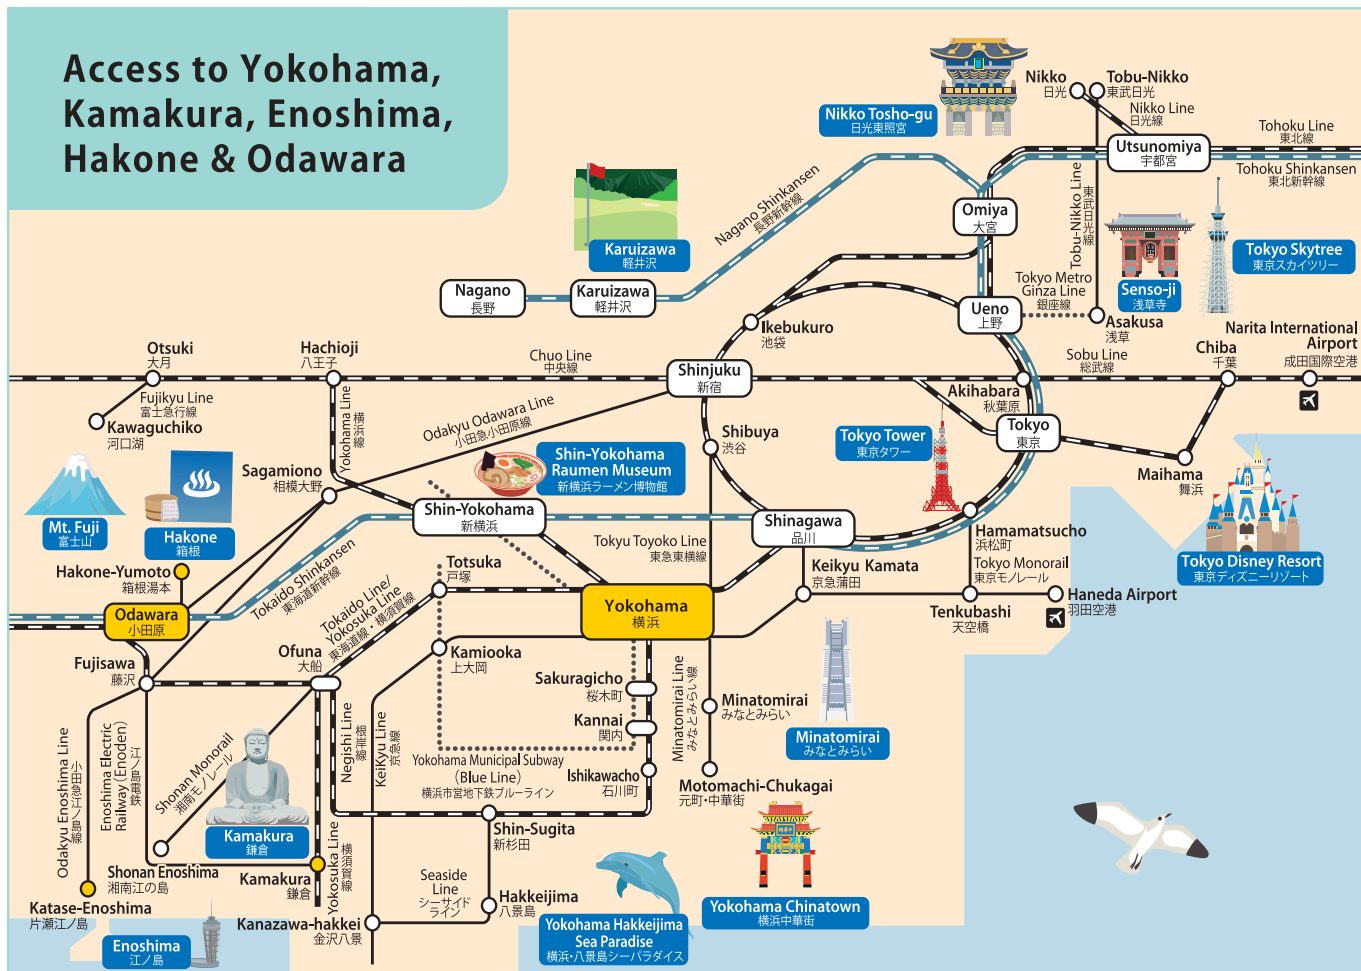 Access to Yokohama,
Kamakura, Enoshima,
Hakone & Odawara
Nikko Tosho-gu
日光東照宮
Nikko
日光
Tobu-Nikko
東武日光
Nikko Line
日光線
Utsunomiya
宇都宮
Tohoku Line
東北線
Tohoku Shinkansen
東北新幹線
Nagano Shinkansen
長野新幹線
Omiya
大宮
Tobu-Nikko Line
東武日光線
Karuizawa
軽井沢
Senso-ji
浅草寺
Tokyo Skytree
東京スカイツリー
Nagano
長野
Karuizawa
軽井沢
Tokyo Metro
Ginza Line
銀座線
Ueno
上野
Asakusa
浅草
Ikebukuro
池袋
Narita International
Airport
成田国際空港
Otsuki
大月
Hachioji
八王子
Chuo Line
中央線
Shinjuku
新宿
Sobu Line
総武線
Chiba
千葉
Akihabara
秋葉原
Fujikyu Line
富士急行線
Kawaguchiko
河口湖
Yokohama Line
横浜線
Odakyu Odawara Line
小田急小田原線
Shibuya
渋谷
Tokyo Tower
東京タワー
Tokyo
東京
Maihama
舞浜
Sagamiono
相模大野
Shin-Yokohama
Raumen Museum
新横浜ラーメン博物館
Mt. Fuji
富士山
Hakone
箱根
Shin-Yokohama
新横浜
Shinagawa
品川
Hamamatsucho
浜松町
Tokyo Disney Resort
東京ディズニーリゾート
Hakone-Yumoto
箱根湯本
Tokaido Shinkansen
東海道新幹線
Totsuka
戸塚
Tokyu Toyoko Line
東急東横線
Keikyu Kamata
京急蒲田
Tokyo Monorail
東京モノレール
Tenkubashi
天空橋
Haneda Airport
羽田空港
Odawara
小田原
Tokaido Line/
Yokosuka Line
東海道線・横須賀線
Yokohama
横浜
Fujisawa
藤沢
Ofuna
大船
Kamiooka
上大岡
Sakuragicho
桜木町
Kannai
関内
Minatomirai Line
みなとみらい線
Minatomirai
みなとみらい
Minatomirai
みなとみらい
Odakyu Enoshima Line
小田急江ノ島線
Enoshima Electric
Railway (Enoden)
江ノ島電鉄
Shonan Monorail
湘南モノレール
Negishi Line
根岸線
KeiKyu Line
京急線
Yokohama Municipal Subway
（Blue Line）
横浜市営地下鉄ブルーライン
Ishikawacho
石川町
Motomachi-Chukagai
元町・中華街
Kamakura
鎌倉
Shin-Sugita
新杉田
Shonan Enoshima
湘南江の島
Kamakura
鎌倉
Yokosuka Line
横須賀線
Seaside
Line
シーサイド
ライン
Hakkeijima
八景島
Katase-Enoshima
片瀬江ノ島
Kanazawa-hakkei
金沢八景
Enoshima
江ノ島
Yokohama Hakkeijima
Sea Paradise
横浜・八景島シーパラダイス
Yokohama Chinatown
横浜中華街